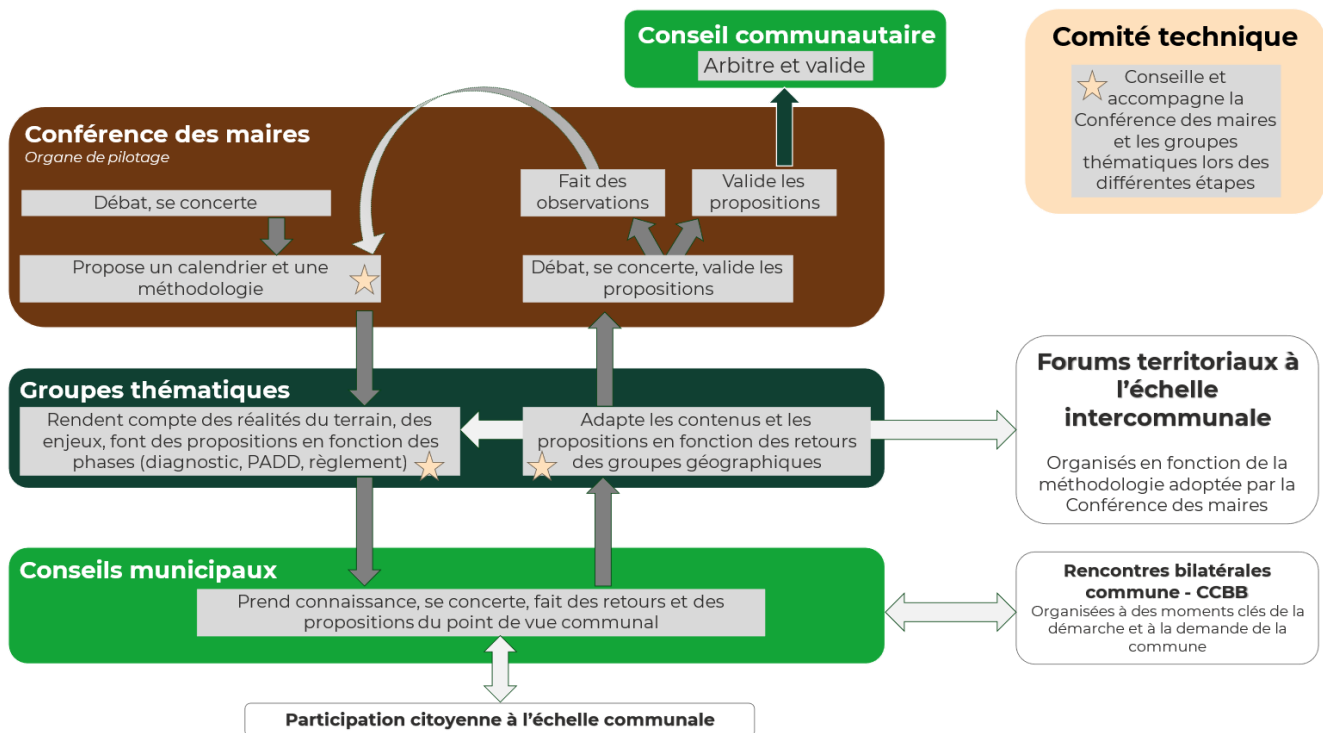 Conseil communautaire
Arbitre et valide
Comité technique
Conseille et
accompagne la
Conférence des maires
et les groupes
thématiques lors des
différentes étapes
Conférence des maires
Organe de pilotage
Débat, se concerte
Fait des
observations
Valide les
propositions
Propose un calendrier et une
méthodologie
Débat, se concerte, valide les
propositions
Groupes thématiques
Rendent compte des réalités du terrain, des
enjeux, font des propositions en fonction des
phases (diagnostic, PADD, règlement)
Adapte les contenus et les
propositions en fonction des retours
des groupes géographiques
Forums territoriaux à
l’échelle
intercommunale
Organisés en fonction de la
méthodologie adoptée par la
Conférence des maires
Conseils municipaux
Prend connaissance, se concerte, fait des retours et des
propositions du point de vue communal
Rencontres bilatérales
commune - CCBB
Organisées à des moments clés de la
démarche et à la demande de la
commune
Participation citoyenne à l’échelle communale